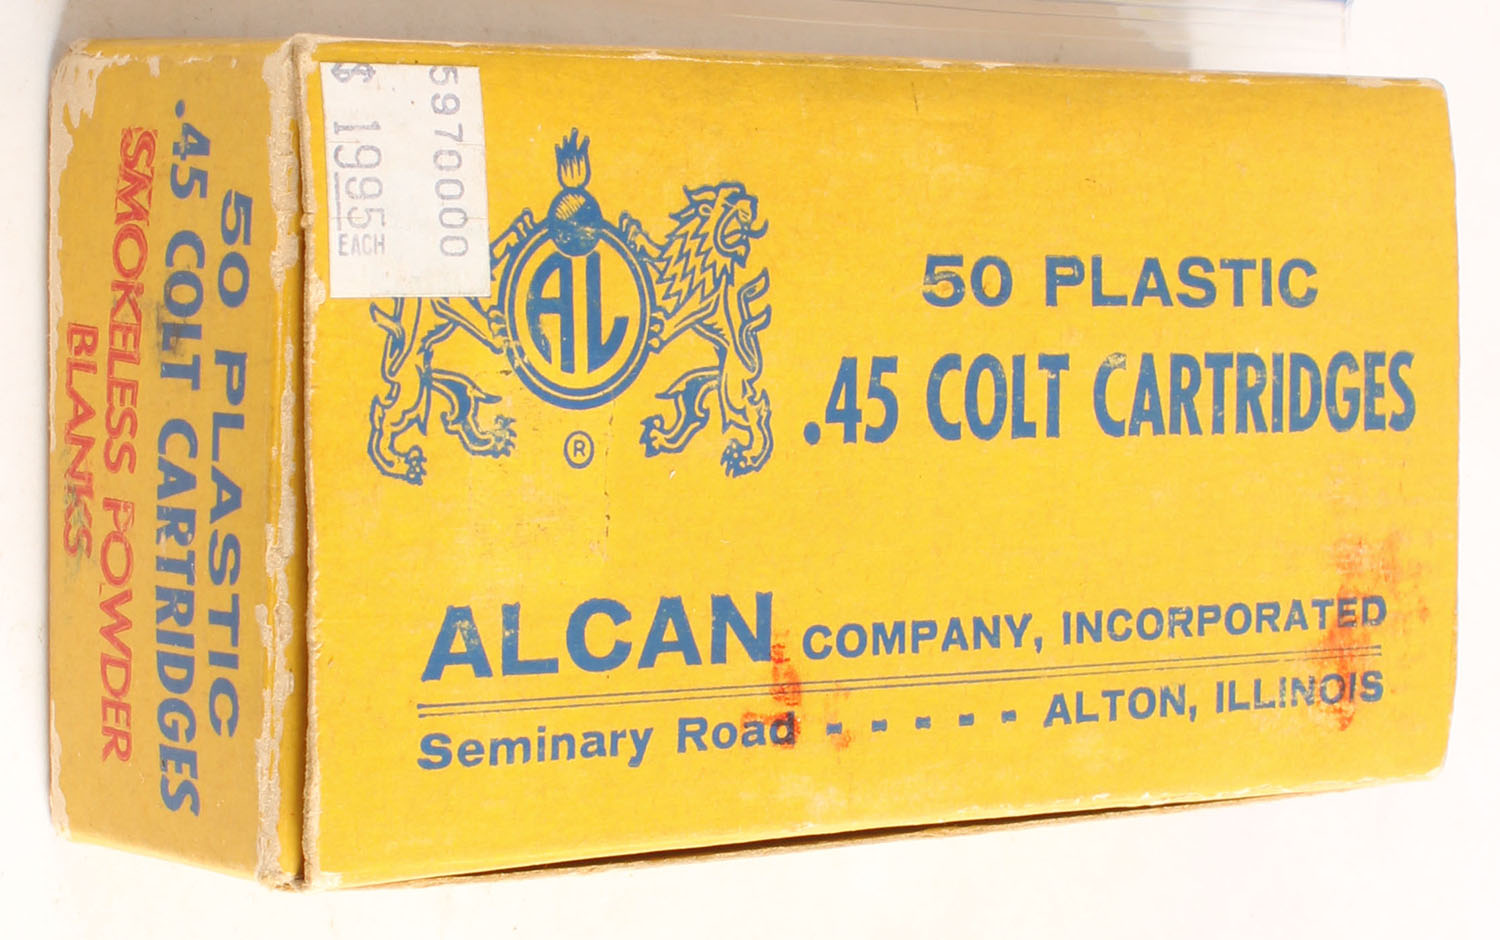 50 PLASTIC
.45 COLT CARTRIDGES
SMOKELESS POWDER
BLANKS
5970000
$ 1995
EACH
AL
®
50 PLASTIC
.45 COLT CARTRIDGES
ALCAN COMPANY, INCORPORATED
Seminary Road - - - - - ALTON, ILLINOIS